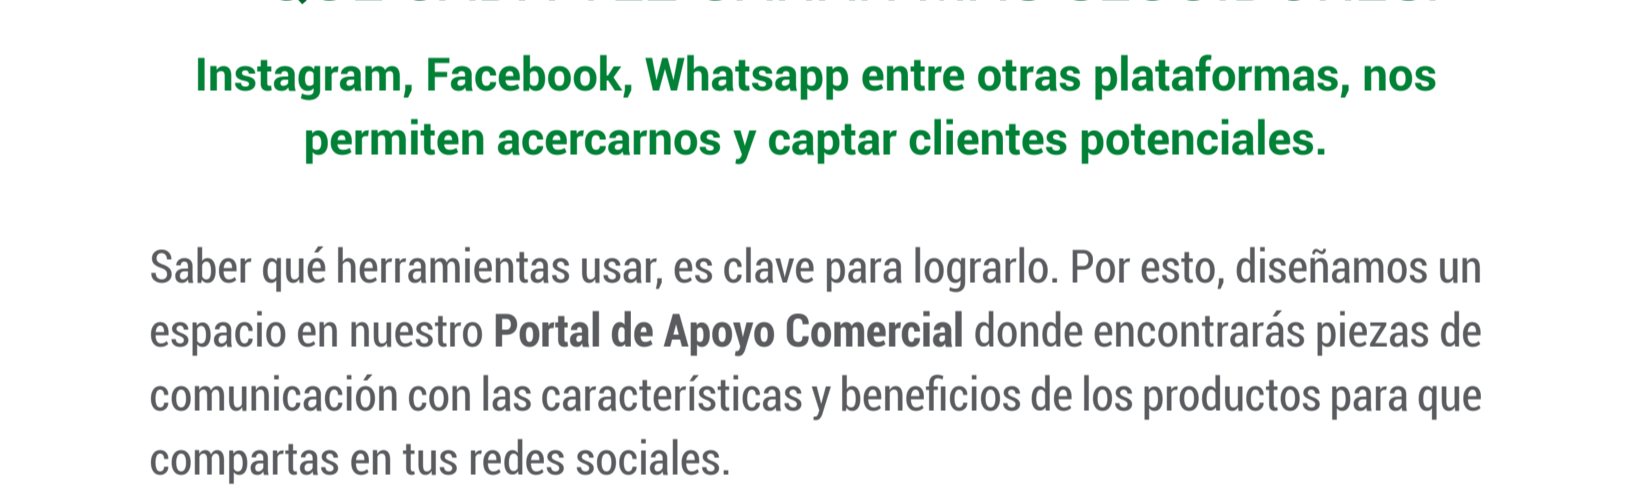 Instagram, Facebook, Whatsapp entre otras plataformas, nos
permiten acercarnos y captar clientes potenciales.
Saber qué herramientas usar, es clave para lograrlo. Por esto, diseñamos un
espacio en nuestro Portal de Apoyo Comercial donde encontrarás piezas de
comunicación con las características y beneficios de los productos para que
compartas en tus redes sociales.